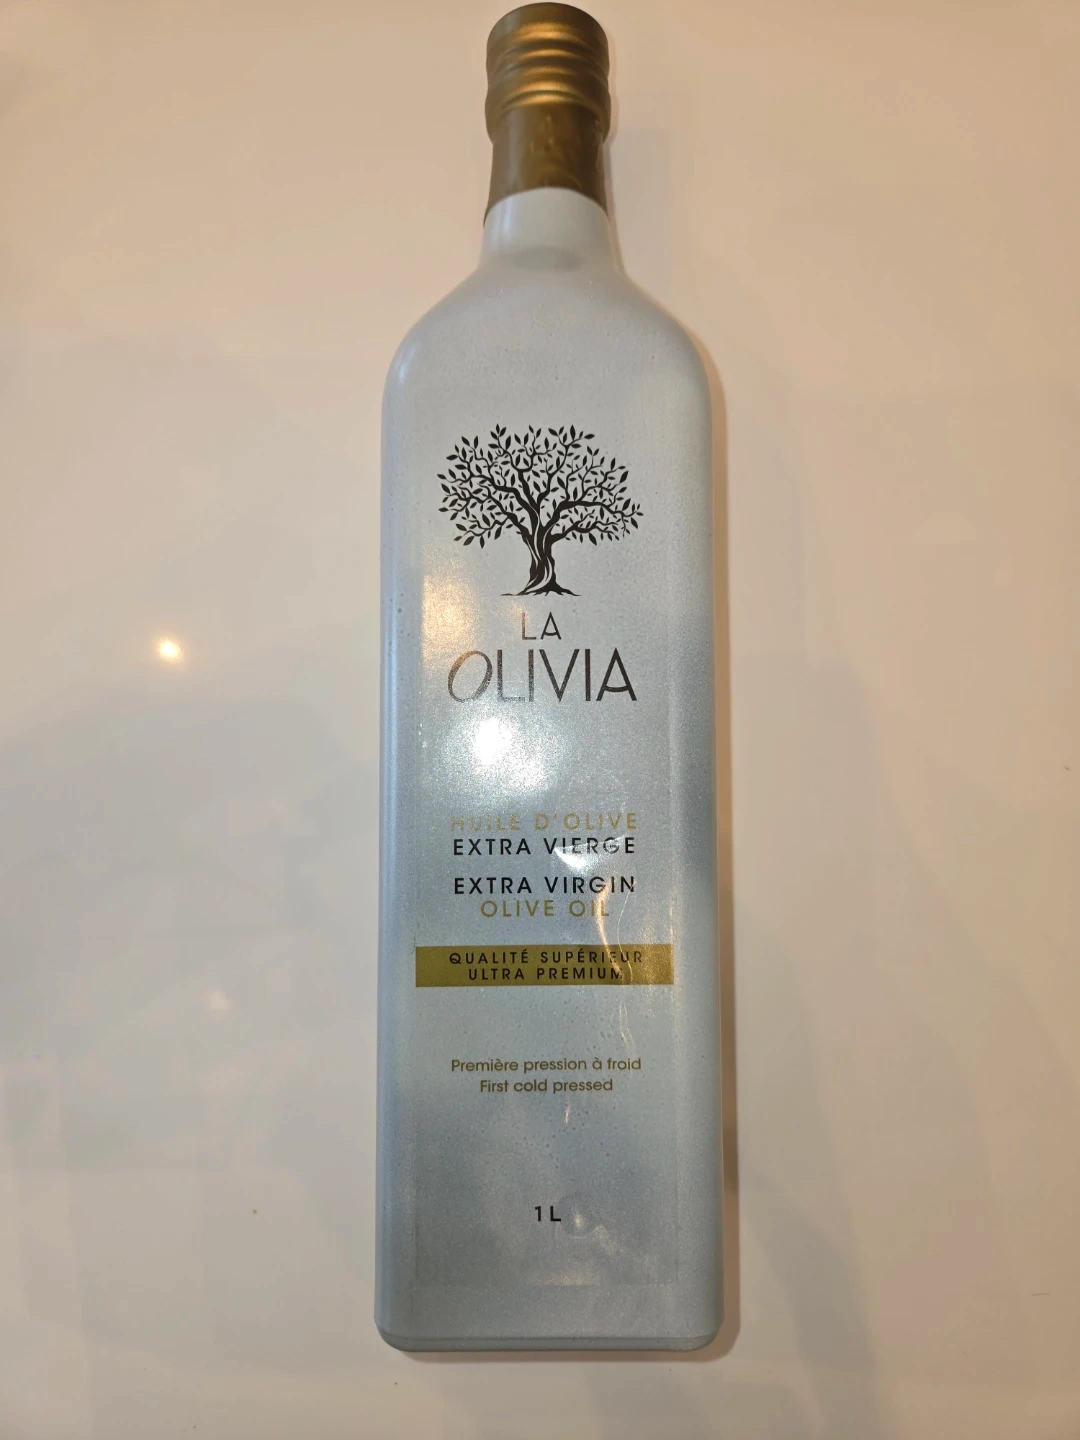 LA
OLIVIA
HUILE D'OLIVE
EXTRA VIERGE
EXTRA VIRGIN
OLIVE OIL
QUALITÉ SUPÉRIEUR
ULTRA PREMIUM
Première pression à froid
First cold pressed
1 L